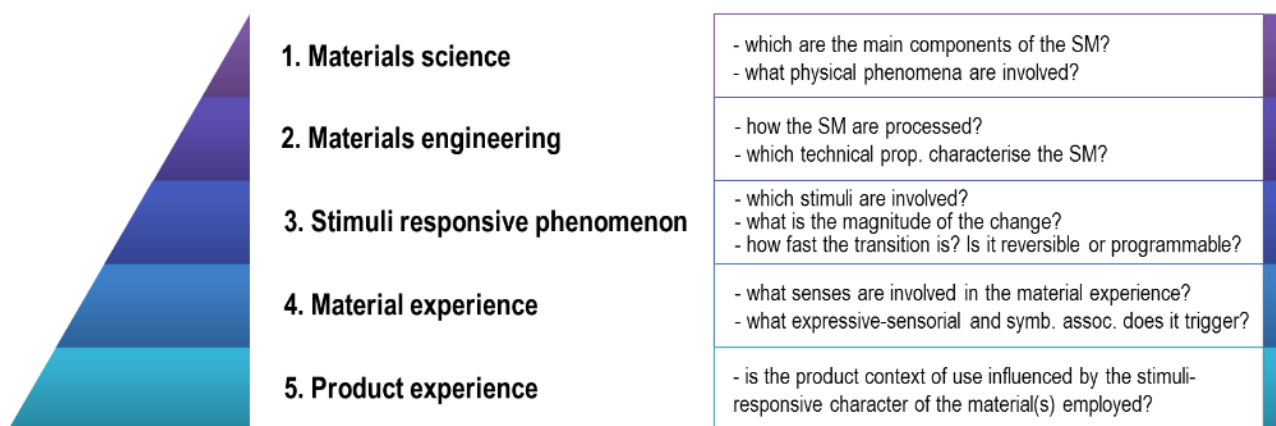 1. Materials science
- which are the main components of the SM?
- what physical phenomena are involved?
2. Materials engineering
- how the SM are processed?
- which technical prop. characterise the SM?
3. Stimuli responsive phenomenon
- which stimuli are involved?
- what is the magnitude of the change?
- how fast the transition is? Is it reversible or programmable?
4. Material experience
- what senses are involved in the material experience?
- what expressive-sensorial and symb. assoc. does it trigger?
5. Product experience
- is the product context of use influenced by the stimuli-
responsive character of the material(s) employed?